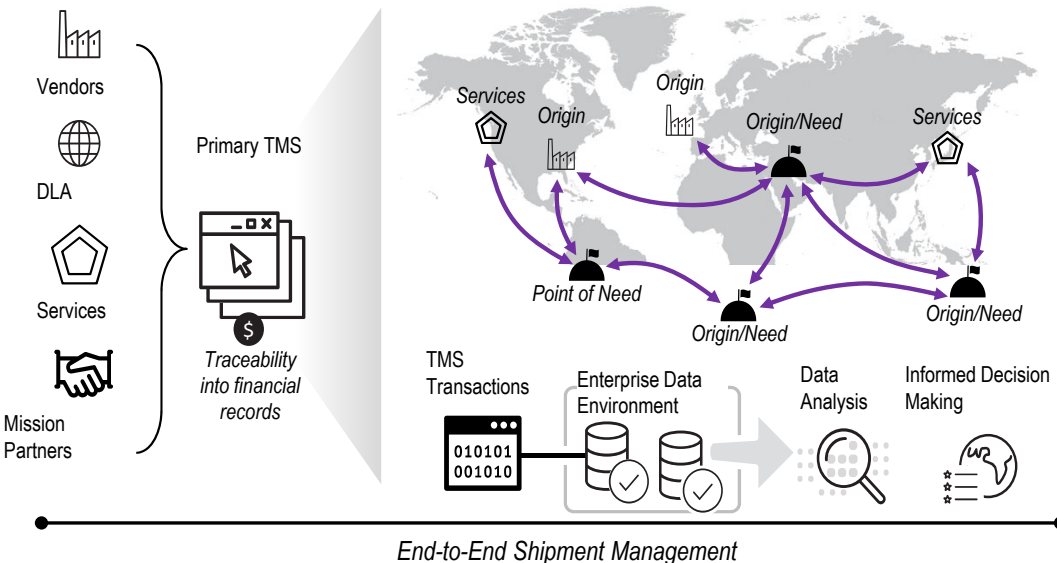 Vendors
DLA
Services
Mission
Partners
Primary TMS
$
Traceability
into financial
records
Services
Origin
Origin
Origin/Need
Services
Point of Need
Origin/Need
Origin/Need
TMS
Transactions
010101
001010
Enterprise Data
Environment
Data
Analysis
Informed Decision
Making
End-to-End Shipment Management